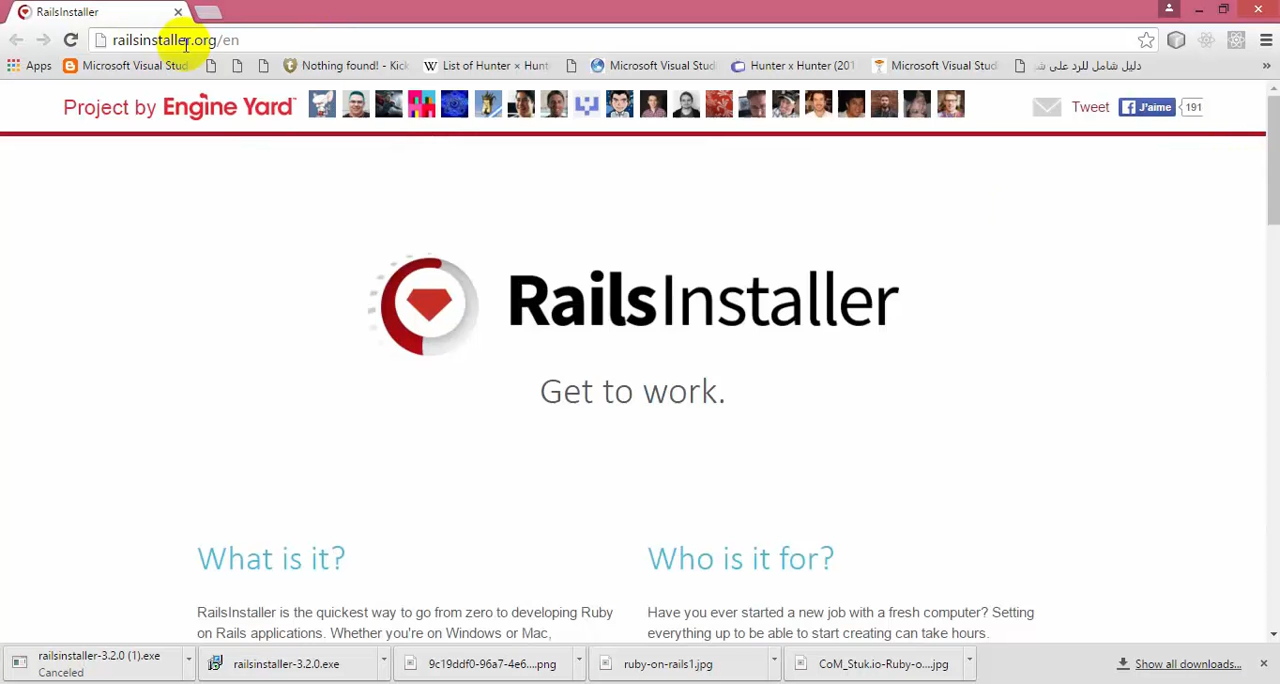 RailsInstaller
railsinstaller.org/en
Apps Microsoft Visual Stud Nothing found! - Kick List of Hunter × Hunt Microsoft Visual Stud Hunter x Hunter (201 Microsoft Visual Stud دليل شامل للرد على ش »
Project by Engine Yard Tweet J'aime 191
RailsInstaller
Get to work.
What is it?
RailsInstaller is the quickest way to go from zero to developing Ruby
on Rails applications. Whether you're on Windows or Mac,
Who is it for?
Have you ever started a new job with a fresh computer? Setting
everything up to be able to start creating can take hours.
railsinstaller-3.2.0 (1).exe
Canceled
railsinstaller-3.2.0.exe
9c19ddf0-96a7-4e6....png
ruby-on-rails1.jpg
CoM_Stuk.io-Ruby-o....jpg
Show all downloads...